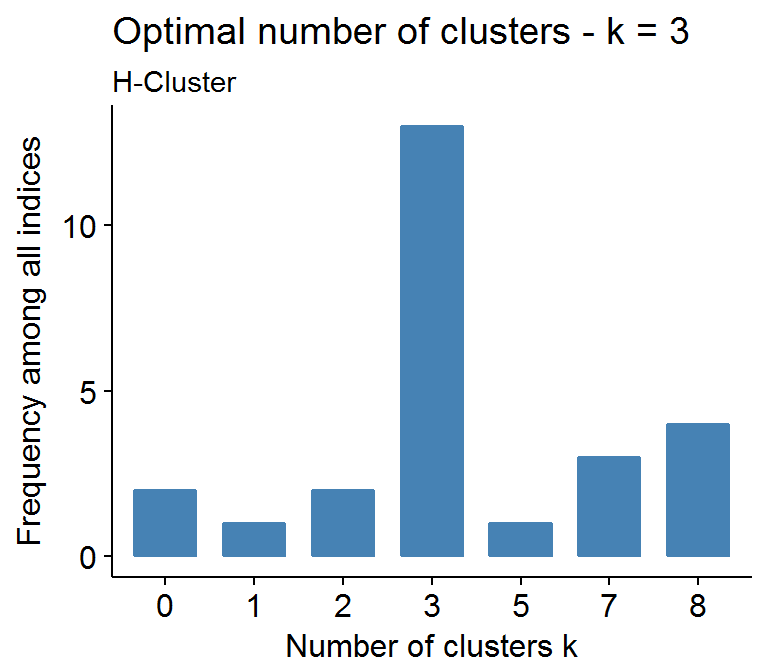 Optimal number of clusters - k = 3
H-Cluster
Frequency among all indices
10
5
0
0 1 2 3 5 7 8
Number of clusters k